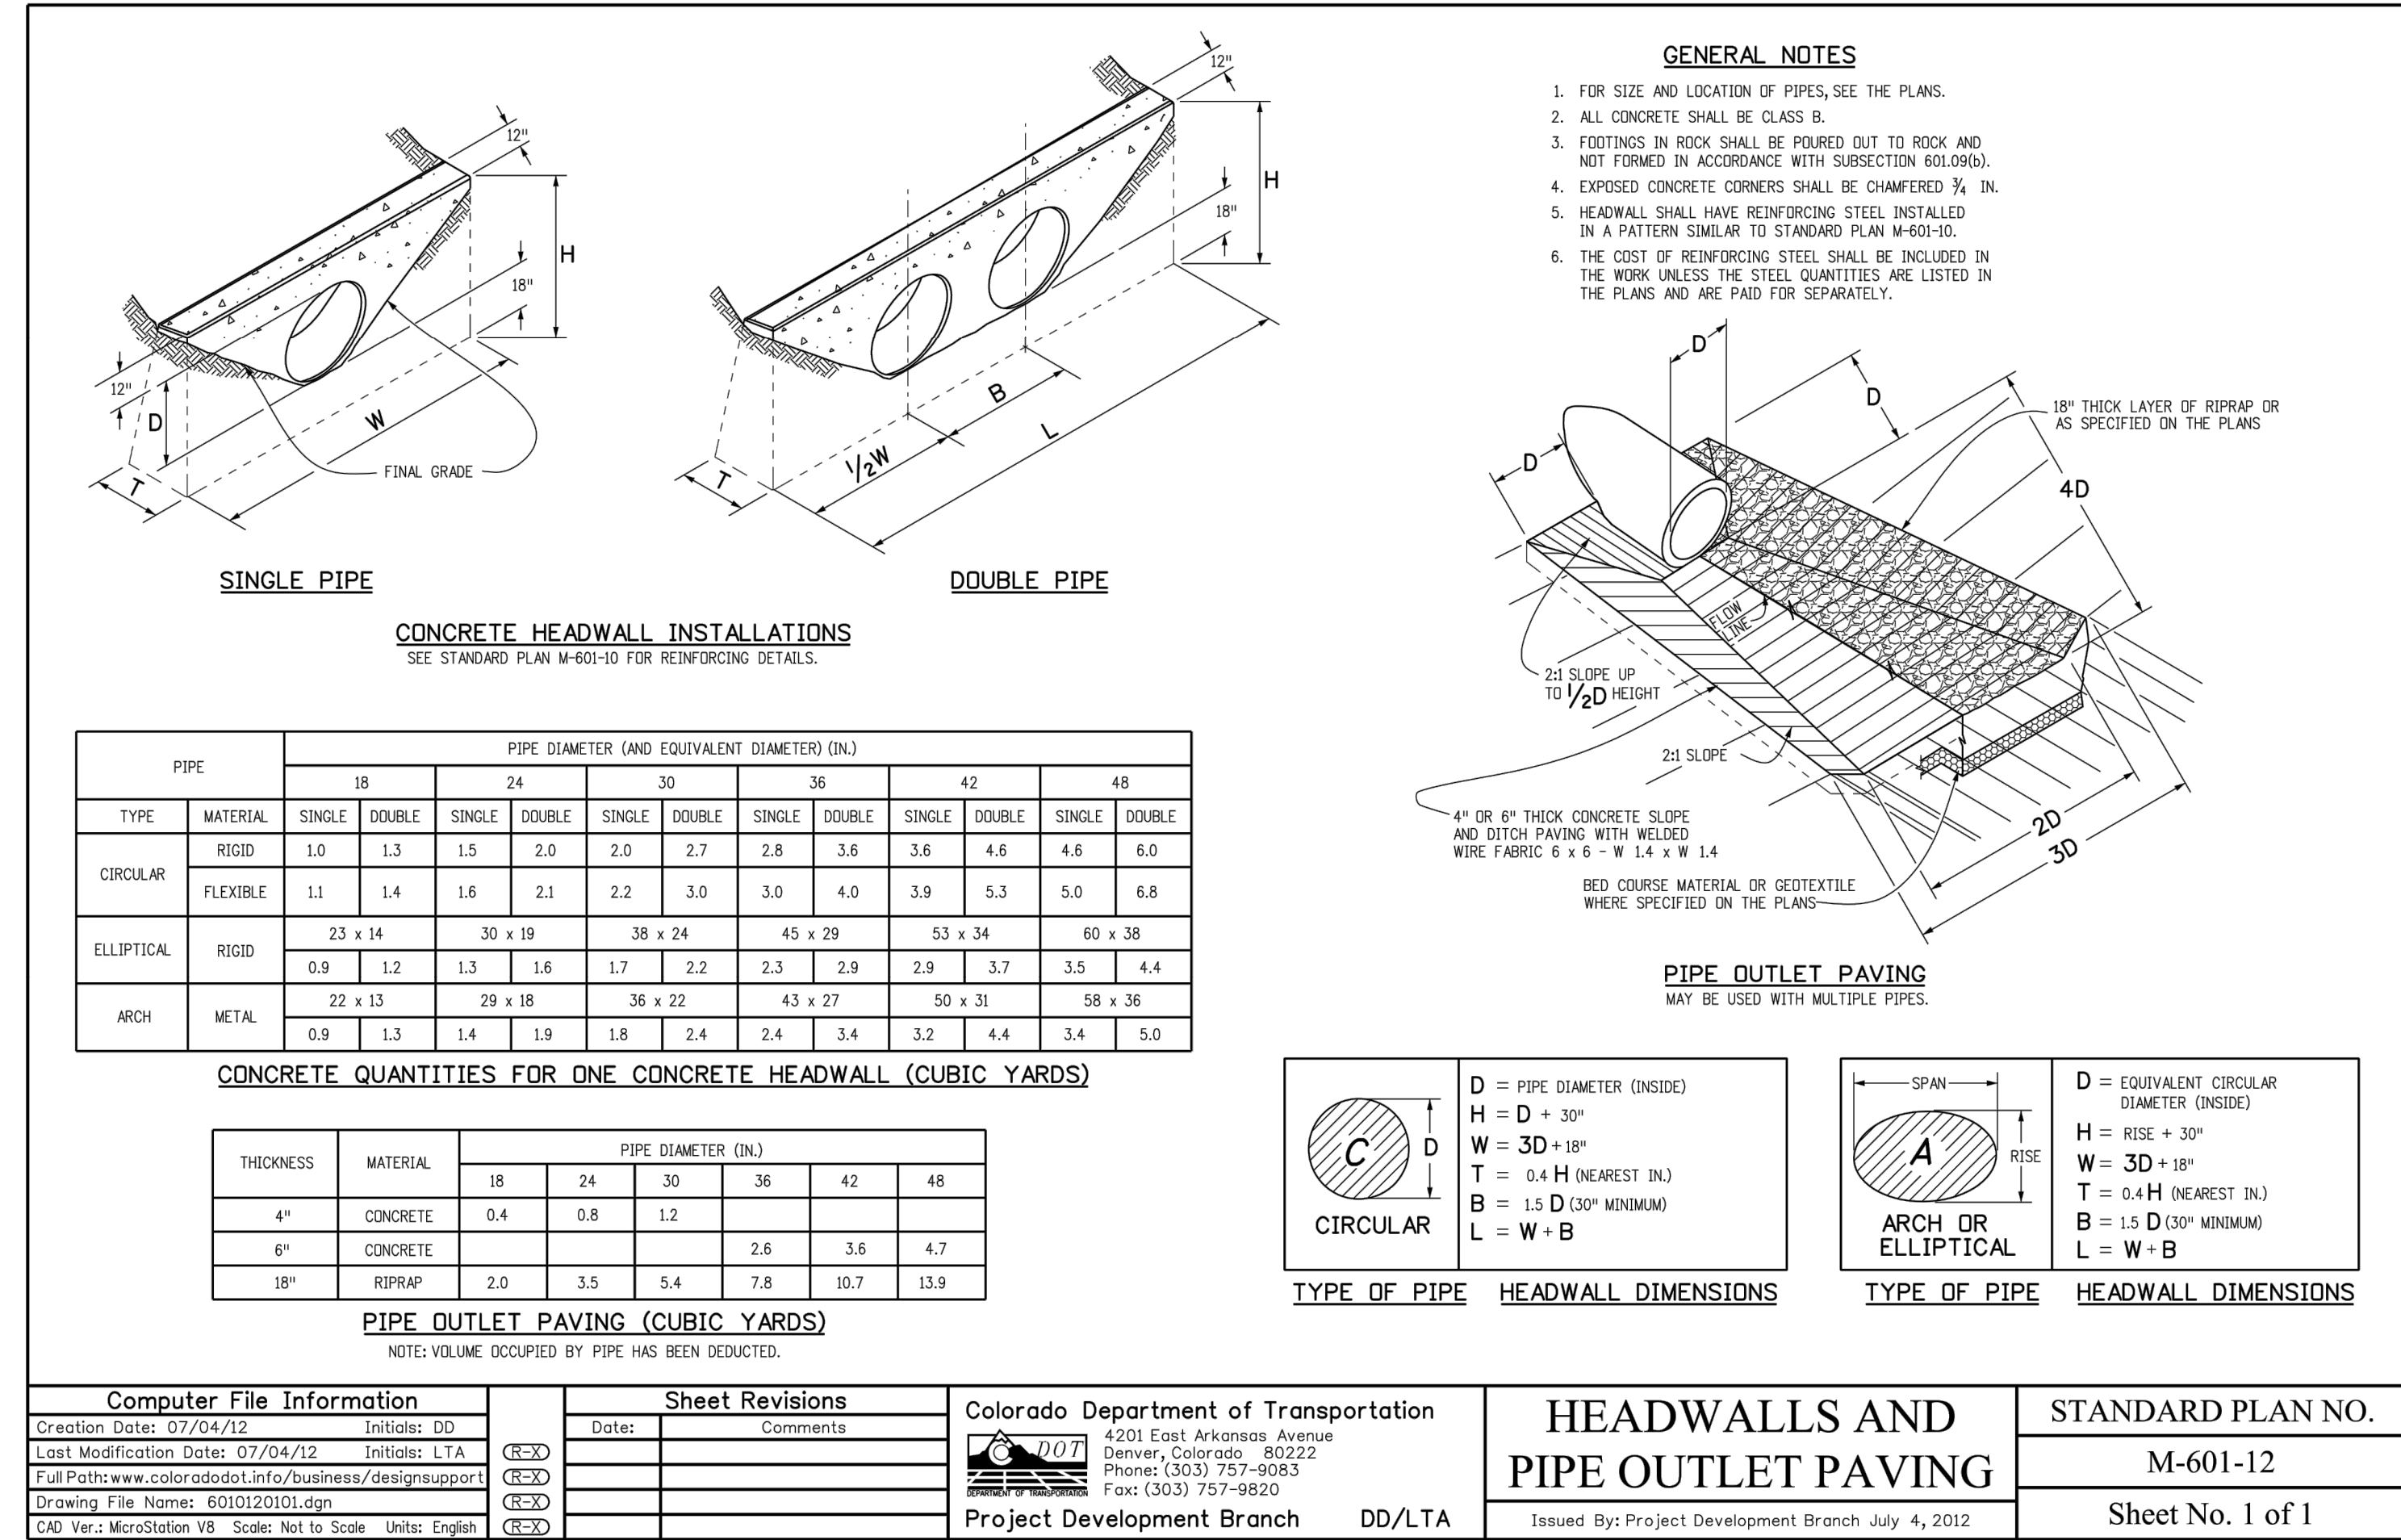 12"
H
18"
12"
D
W
T
FINAL GRADE
SINGLE PIPE
12"
H
18"
B
L
1/2W
T
DOUBLE PIPE
CONCRETE HEADWALL INSTALLATIONS
SEE STANDARD PLAN M-601-10 FOR REINFORCING DETAILS.
GENERAL NOTES
1. FOR SIZE AND LOCATION OF PIPES, SEE THE PLANS.
2. ALL CONCRETE SHALL BE CLASS B.
3. FOOTINGS IN ROCK SHALL BE POURED OUT TO ROCK AND
NOT FORMED IN ACCORDANCE WITH SUBSECTION 601.09(b).
4. EXPOSED CONCRETE CORNERS SHALL BE CHAMFERED 3/4 IN.
5. HEADWALL SHALL HAVE REINFORCING STEEL INSTALLED
IN A PATTERN SIMILAR TO STANDARD PLAN M-601-10.
6. THE COST OF REINFORCING STEEL SHALL BE INCLUDED IN
THE WORK UNLESS THE STEEL QUANTITIES ARE LISTED IN
THE PLANS AND ARE PAID FOR SEPARATELY.
D
D
D
18" THICK LAYER OF RIPRAP OR
AS SPECIFIED ON THE PLANS
4D
FLOW
LINE
2:1 SLOPE UP
TO 1/2D HEIGHT
2:1 SLOPE
4" OR 6" THICK CONCRETE SLOPE
AND DITCH PAVING WITH WELDED
WIRE FABRIC 6 x 6 - W 1.4 x W 1.4
2D
3D
BED COURSE MATERIAL OR GEOTEXTILE
WHERE SPECIFIED ON THE PLANS
PIPE OUTLET PAVING
MAY BE USED WITH MULTIPLE PIPES.
PIPE PIPE DIAMETER (AND EQUIVALENT DIAMETER) (IN.)
18 24 30 36 42 48
TYPE MATERIAL SINGLE DOUBLE SINGLE DOUBLE SINGLE DOUBLE SINGLE DOUBLE SINGLE DOUBLE SINGLE DOUBLE
CIRCULAR RIGID 1.0 1.3 1.5 2.0 2.0 2.7 2.8 3.6 3.6 4.6 4.6 6.0
FLEXIBLE 1.1 1.4 1.6 2.1 2.2 3.0 3.0 4.0 3.9 5.3 5.0 6.8
ELLIPTICAL RIGID 23 x 14 30 x 19 38 x 24 45 x 29 53 x 34 60 x 38
0.9 1.2 1.3 1.6 1.7 2.2 2.3 2.9 2.9 3.7 3.5 4.4
ARCH METAL 22 x 13 29 x 18 36 x 22 43 x 27 50 x 31 58 x 36
0.9 1.3 1.4 1.9 1.8 2.4 2.4 3.4 3.2 4.4 3.4 5.0
CONCRETE QUANTITIES FOR ONE CONCRETE HEADWALL (CUBIC YARDS)
THICKNESS MATERIAL PIPE DIAMETER (IN.)
18 24 30 36 42 48
4" CONCRETE 0.4 0.8 1.2
6" CONCRETE 2.6 3.6 4.7
18" RIPRAP 2.0 3.5 5.4 7.8 10.7 13.9
PIPE OUTLET PAVING (CUBIC YARDS)
NOTE: VOLUME OCCUPIED BY PIPE HAS BEEN DEDUCTED.
C
D
CIRCULAR
D = PIPE DIAMETER (INSIDE)
H = D + 30"
W = 3D + 18"
T = 0.4 H (NEAREST IN.)
B = 1.5 D (30" MINIMUM)
L = W + B
TYPE OF PIPE HEADWALL DIMENSIONS
SPAN
A
RISE
ARCH OR
ELLIPTICAL
D = EQUIVALENT CIRCULAR
DIAMETER (INSIDE)
H = RISE + 30"
W = 3D + 18"
T = 0.4 H (NEAREST IN.)
B = 1.5 D (30" MINIMUM)
L = W + B
TYPE OF PIPE HEADWALL DIMENSIONS
Computer File Information
Creation Date: 07/04/12 Initials: DD
Last Modification Date: 07/04/12 Initials: LTA
Full Path: www.coloradodot.info/business/designsupport
Drawing File Name: 6010120101.dgn
CAD Ver.: MicroStation V8 Scale: Not to Scale Units: English
R-X
R-X
R-X
R-X
Sheet Revisions
Date: Comments
Colorado Department of Transportation
DOT
DEPARTMENT OF TRANSPORTATION
4201 East Arkansas Avenue
Denver, Colorado 80222
Phone: (303) 757-9083
Fax: (303) 757-9820
Project Development Branch DD/LTA
HEADWALLS AND
PIPE OUTLET PAVING
Issued By: Project Development Branch July 4, 2012
STANDARD PLAN NO.
M-601-12
Sheet No. 1 of 1